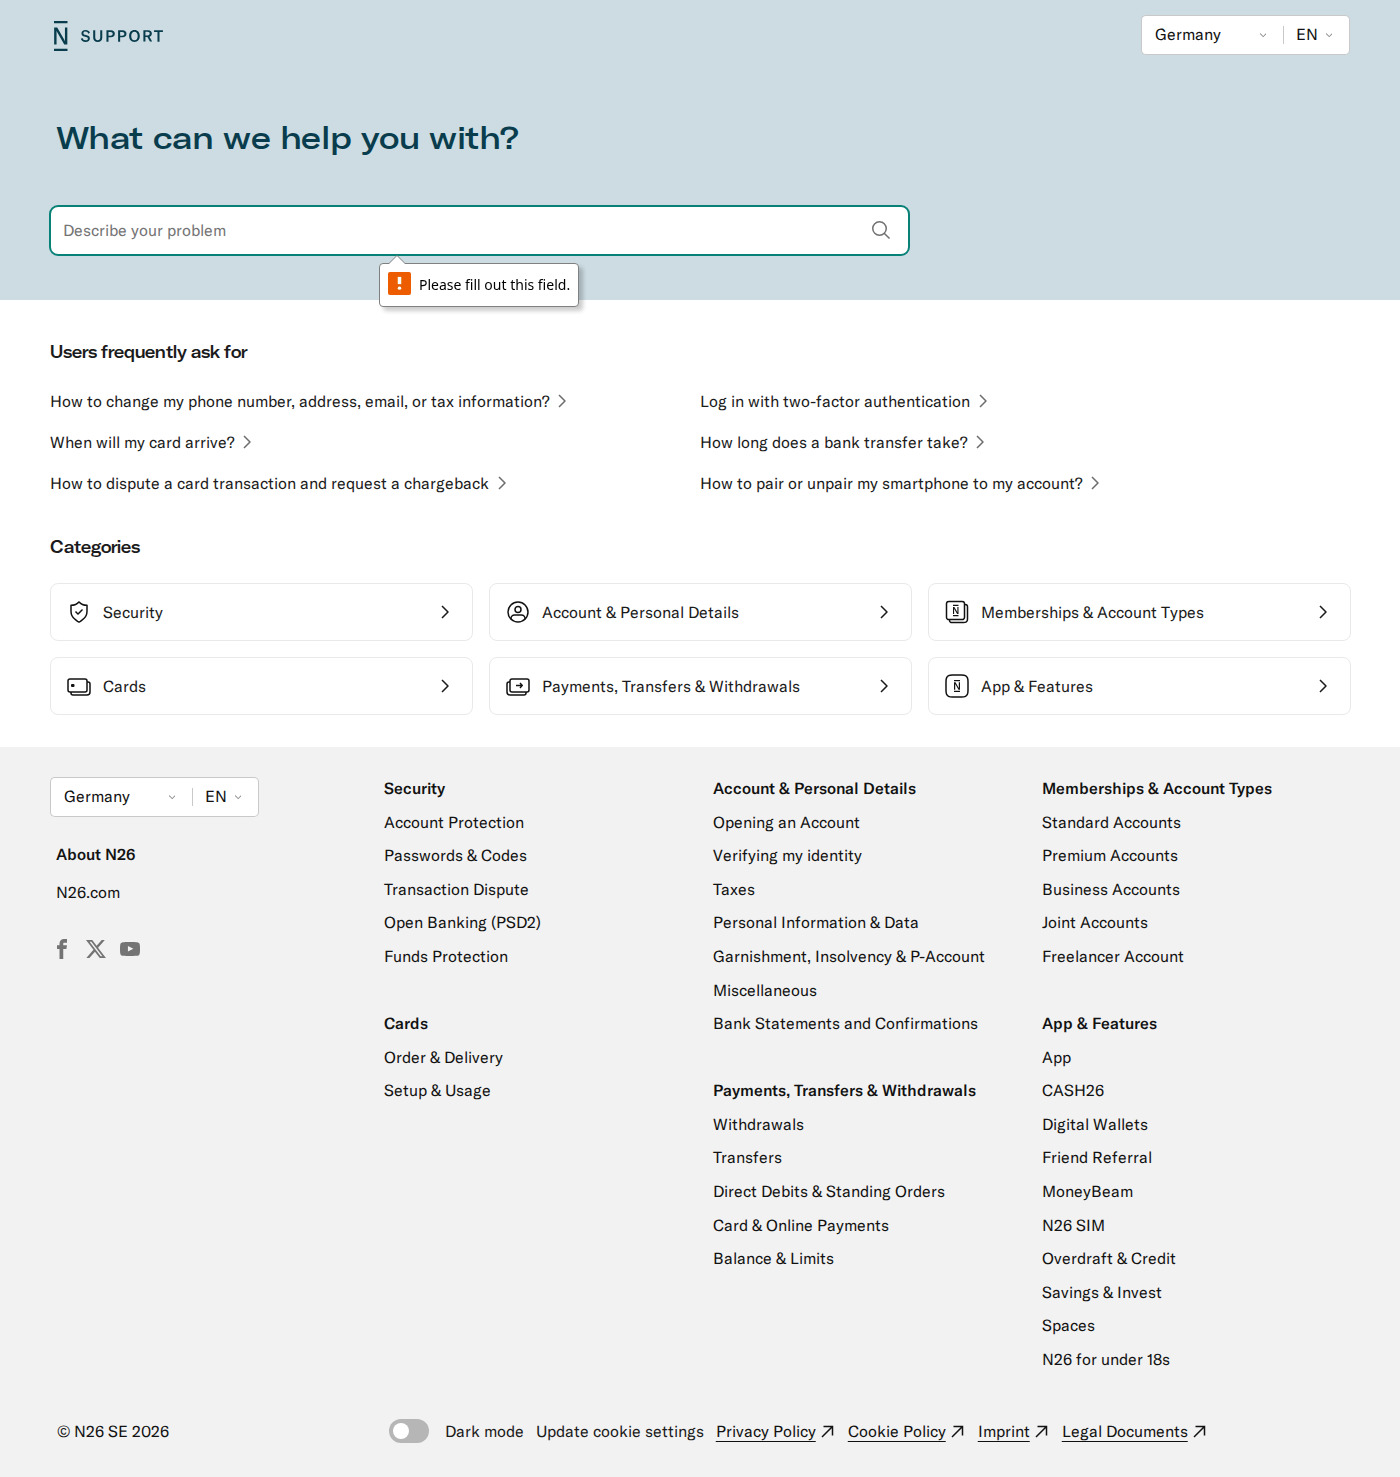 N SUPPORT
Germany EN
What can we help you with?
Describe your problem
Please fill out this field.
Users frequently ask for
How to change my phone number, address, email, or tax information?
Log in with two-factor authentication
When will my card arrive?
How long does a bank transfer take?
How to dispute a card transaction and request a chargeback
How to pair or unpair my smartphone to my account?
Categories
Security
Account & Personal Details
Memberships & Account Types
Cards
Payments, Transfers & Withdrawals
App & Features
Germany EN
About N26
N26.com
Security
Account Protection
Passwords & Codes
Transaction Dispute
Open Banking (PSD2)
Funds Protection
Cards
Order & Delivery
Setup & Usage
Account & Personal Details
Opening an Account
Verifying my identity
Taxes
Personal Information & Data
Garnishment, Insolvency & P-Account
Miscellaneous
Bank Statements and Confirmations
Payments, Transfers & Withdrawals
Withdrawals
Transfers
Direct Debits & Standing Orders
Card & Online Payments
Balance & Limits
Memberships & Account Types
Standard Accounts
Premium Accounts
Business Accounts
Joint Accounts
Freelancer Account
App & Features
App
CASH26
Digital Wallets
Friend Referral
MoneyBeam
N26 SIM
Overdraft & Credit
Savings & Invest
Spaces
N26 for under 18s
© N26 SE 2026
Dark mode Update cookie settings Privacy Policy Cookie Policy Imprint Legal Documents